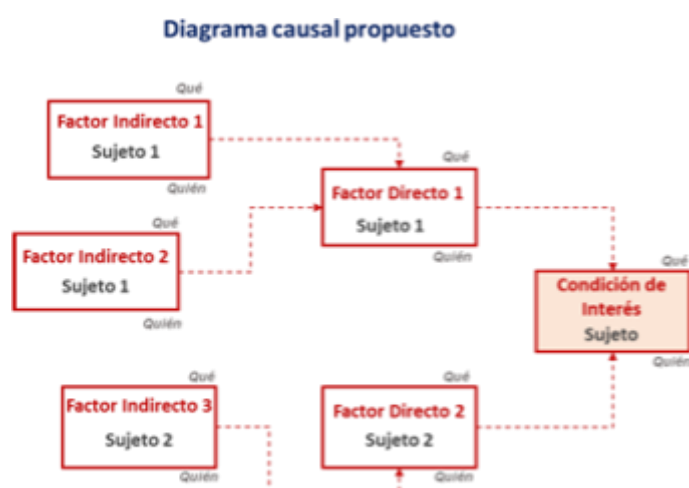 Diagrama causal propuesto
Qué
Factor Indirecto 1
Sujeto 1
Quién
Qué
Factor Directo 1
Sujeto 1
Quién
Qué
Factor Indirecto 2
Sujeto 1
Quién
Qué
Condición de
Interés
Sujeto
Quién
Qué
Factor Indirecto 3
Sujeto 2
Quién
Qué
Factor Directo 2
Sujeto 2
Quién